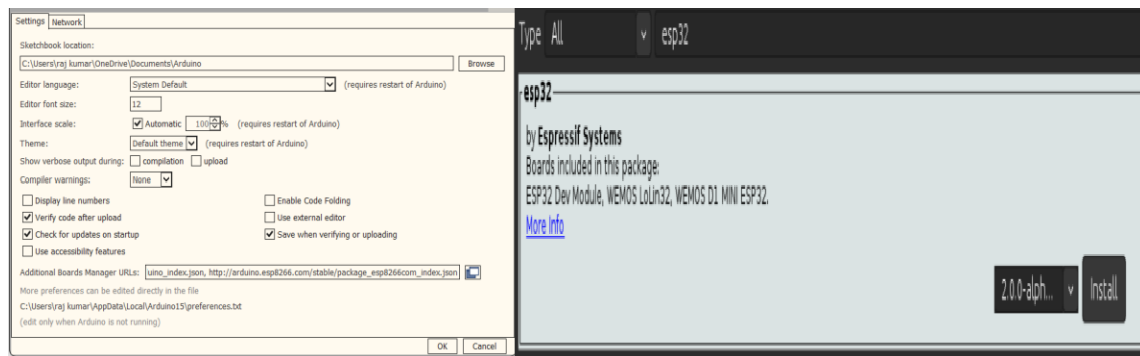 Settings Network
Sketchbook location:
C:\Users\raj kumar\OneDrive\Documents\Arduino Browse
Editor language: System Default (requires restart of Arduino)
Editor font size: 12
Interface scale: Automatic 100 % (requires restart of Arduino)
Theme: Default theme (requires restart of Arduino)
Show verbose output during: compilation upload
Compiler warnings: None
Display line numbers Enable Code Folding
Verify code after upload Use external editor
Check for updates on startup Save when verifying or uploading
Use accessibility features
Additional Boards Manager URLs: uino_index.json, http://arduino.esp8266.com/stable/package_esp8266com_index.json
More preferences can be edited directly in the file
C:\Users\raj kumar\AppData\Local\Arduino15\preferences.txt
(edit only when Arduino is not running)
OK Cancel
Type All esp32
esp32
by Espressif Systems
Boards included in this package:
ESP32 Dev Module, WEMOS LoLin32, WEMOS D1 MINI ESP32.
More Info
2.0.0-alph... Install